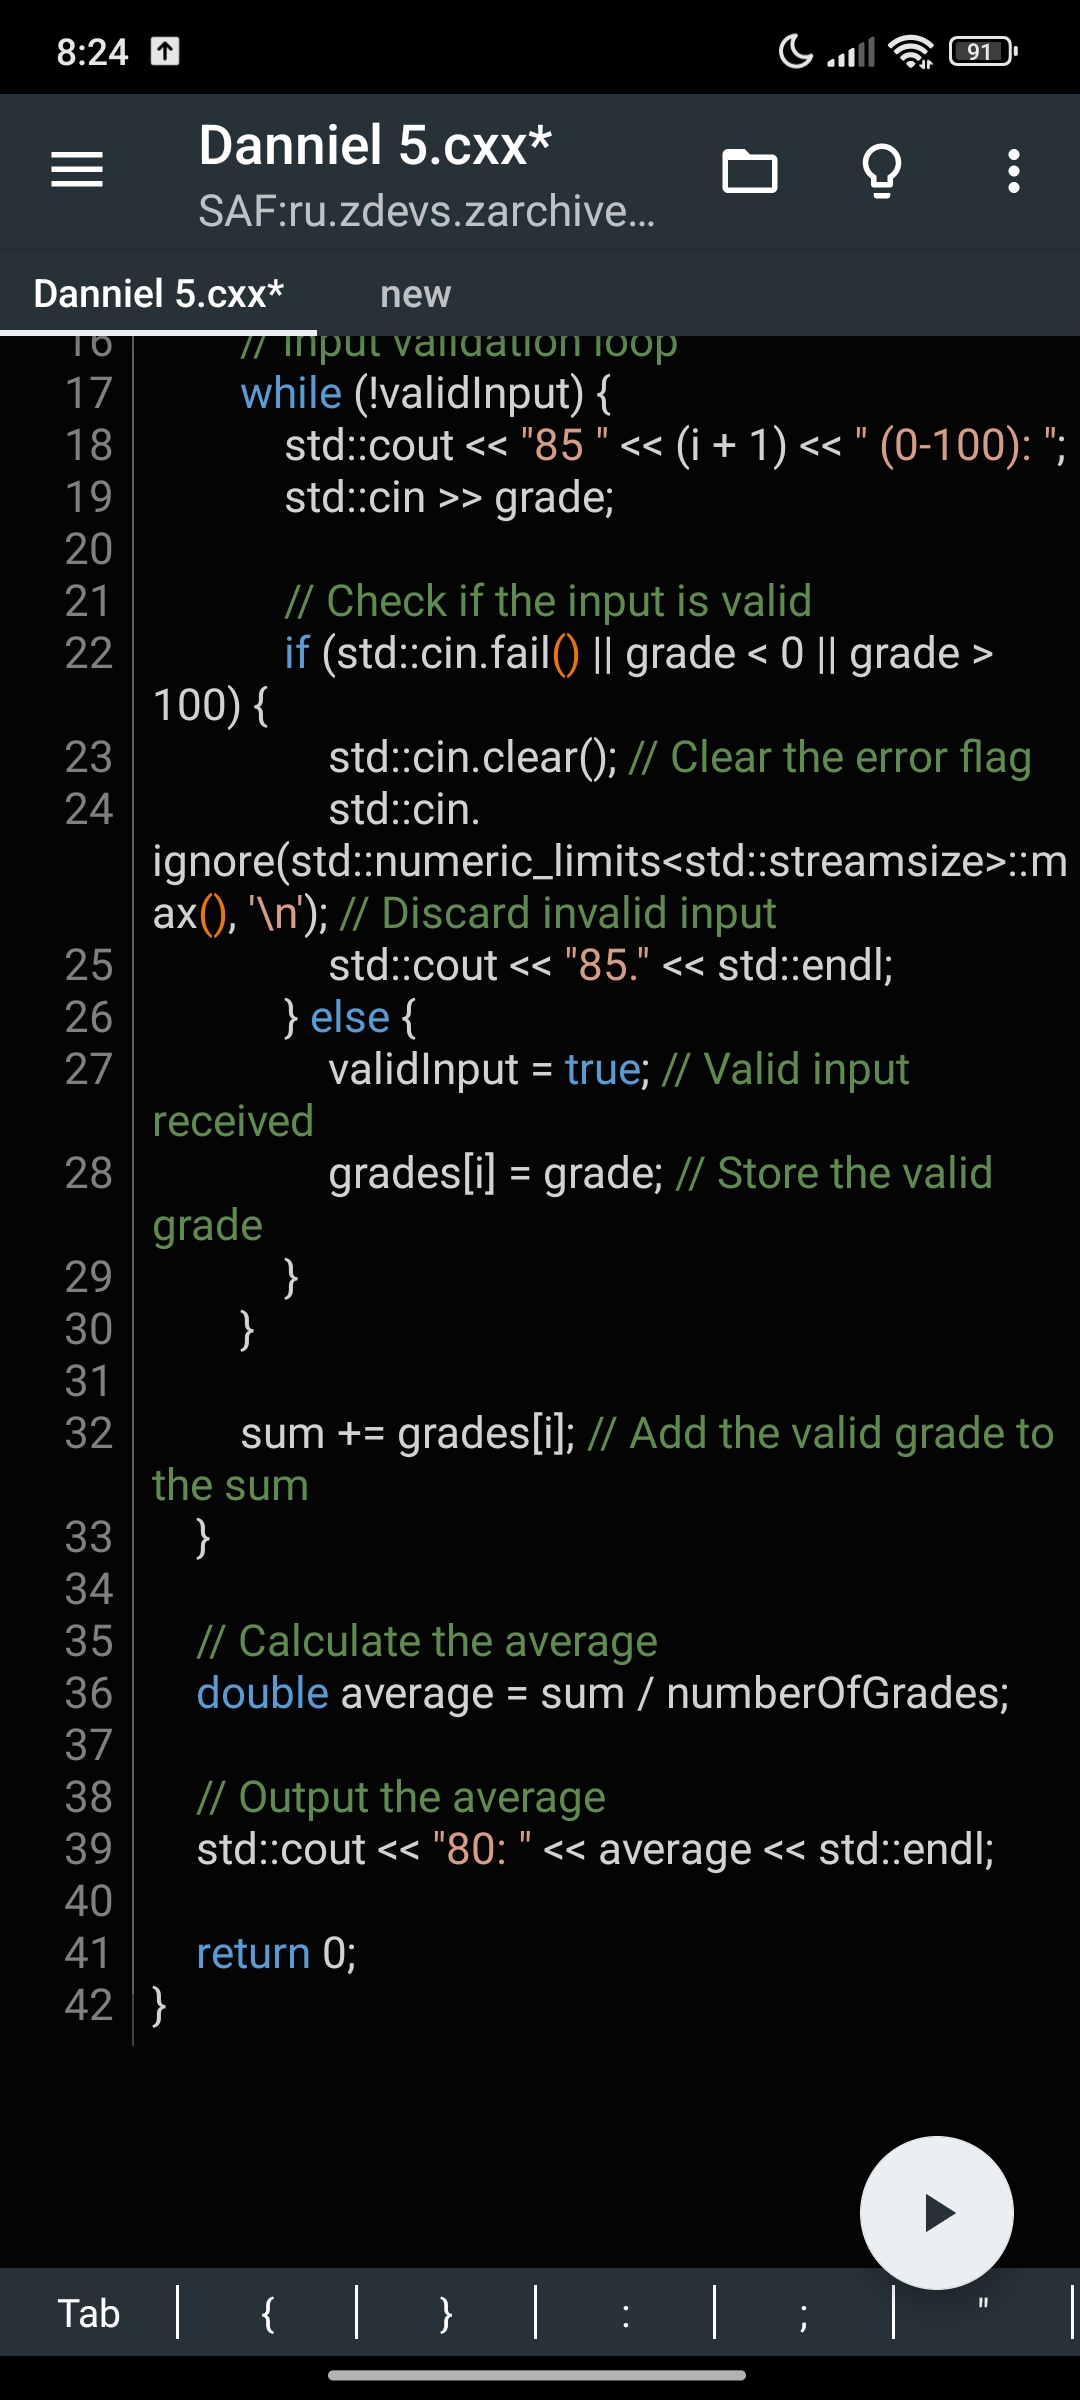 8:24
91
Danniel 5.cxx*
SAF:ru.zdevs.zarchive...
Danniel 5.cxx* new
16 // Input validation loop
17 while (!validInput) {
18 std::cout << "85 " << (i + 1) << " (0-100): ";
19 std::cin >> grade;
20
21 // Check if the input is valid
22 if (std::cin.fail() || grade < 0 || grade >
100) {
23 std::cin.clear(); // Clear the error flag
24 std::cin.
ignore(std::numeric_limits<std::streamsize>::m
ax(), '\n'); // Discard invalid input
25 std::cout << "85." << std::endl;
26 } else {
27 validInput = true; // Valid input
received
28 grades[i] = grade; // Store the valid
grade
29 }
30 }
31
32 sum += grades[i]; // Add the valid grade to
the sum
33 }
34
35 // Calculate the average
36 double average = sum / numberOfGrades;
37
38 // Output the average
39 std::cout << "80: " << average << std::endl;
40
41 return 0;
42 }
Tab { } : ; "